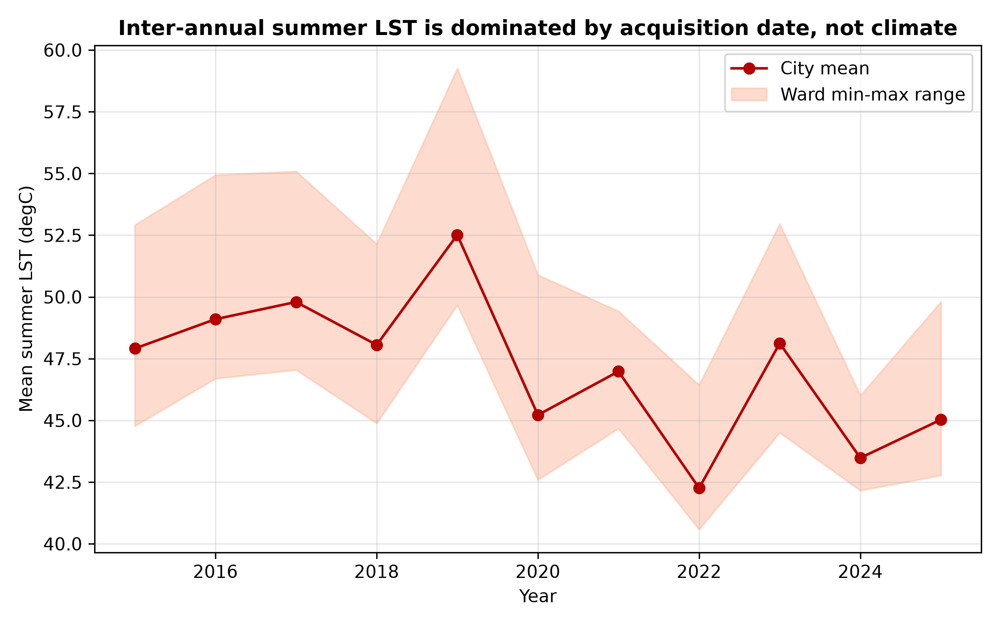 Inter-annual summer LST is dominated by acquisition date, not climate
City mean
Ward min-max range
Mean summer LST (degC)
60.0
57.5
55.0
52.5
50.0
47.5
45.0
42.5
40.0
2016
2018
2020
2022
2024
Year